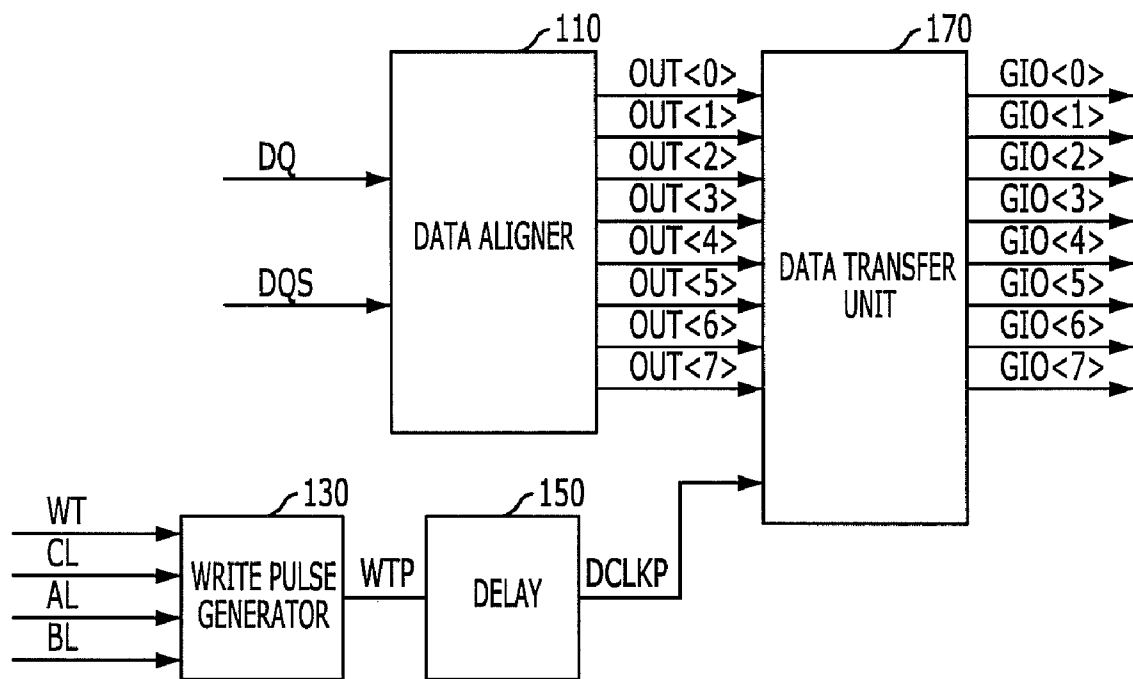 110
170
DATA ALIGNER
DATA TRANSFER
UNIT
DQ
DQS
OUT<0>
OUT<1>
OUT<2>
OUT<3>
OUT<4>
OUT<5>
OUT<6>
OUT<7>
GIO<0>
GIO<1>
GIO<2>
GIO<3>
GIO<4>
GIO<5>
GIO<6>
GIO<7>
130
150
WT
CL
AL
BL
WRITE PULSE
GENERATOR
WTP
DELAY
DCLKP